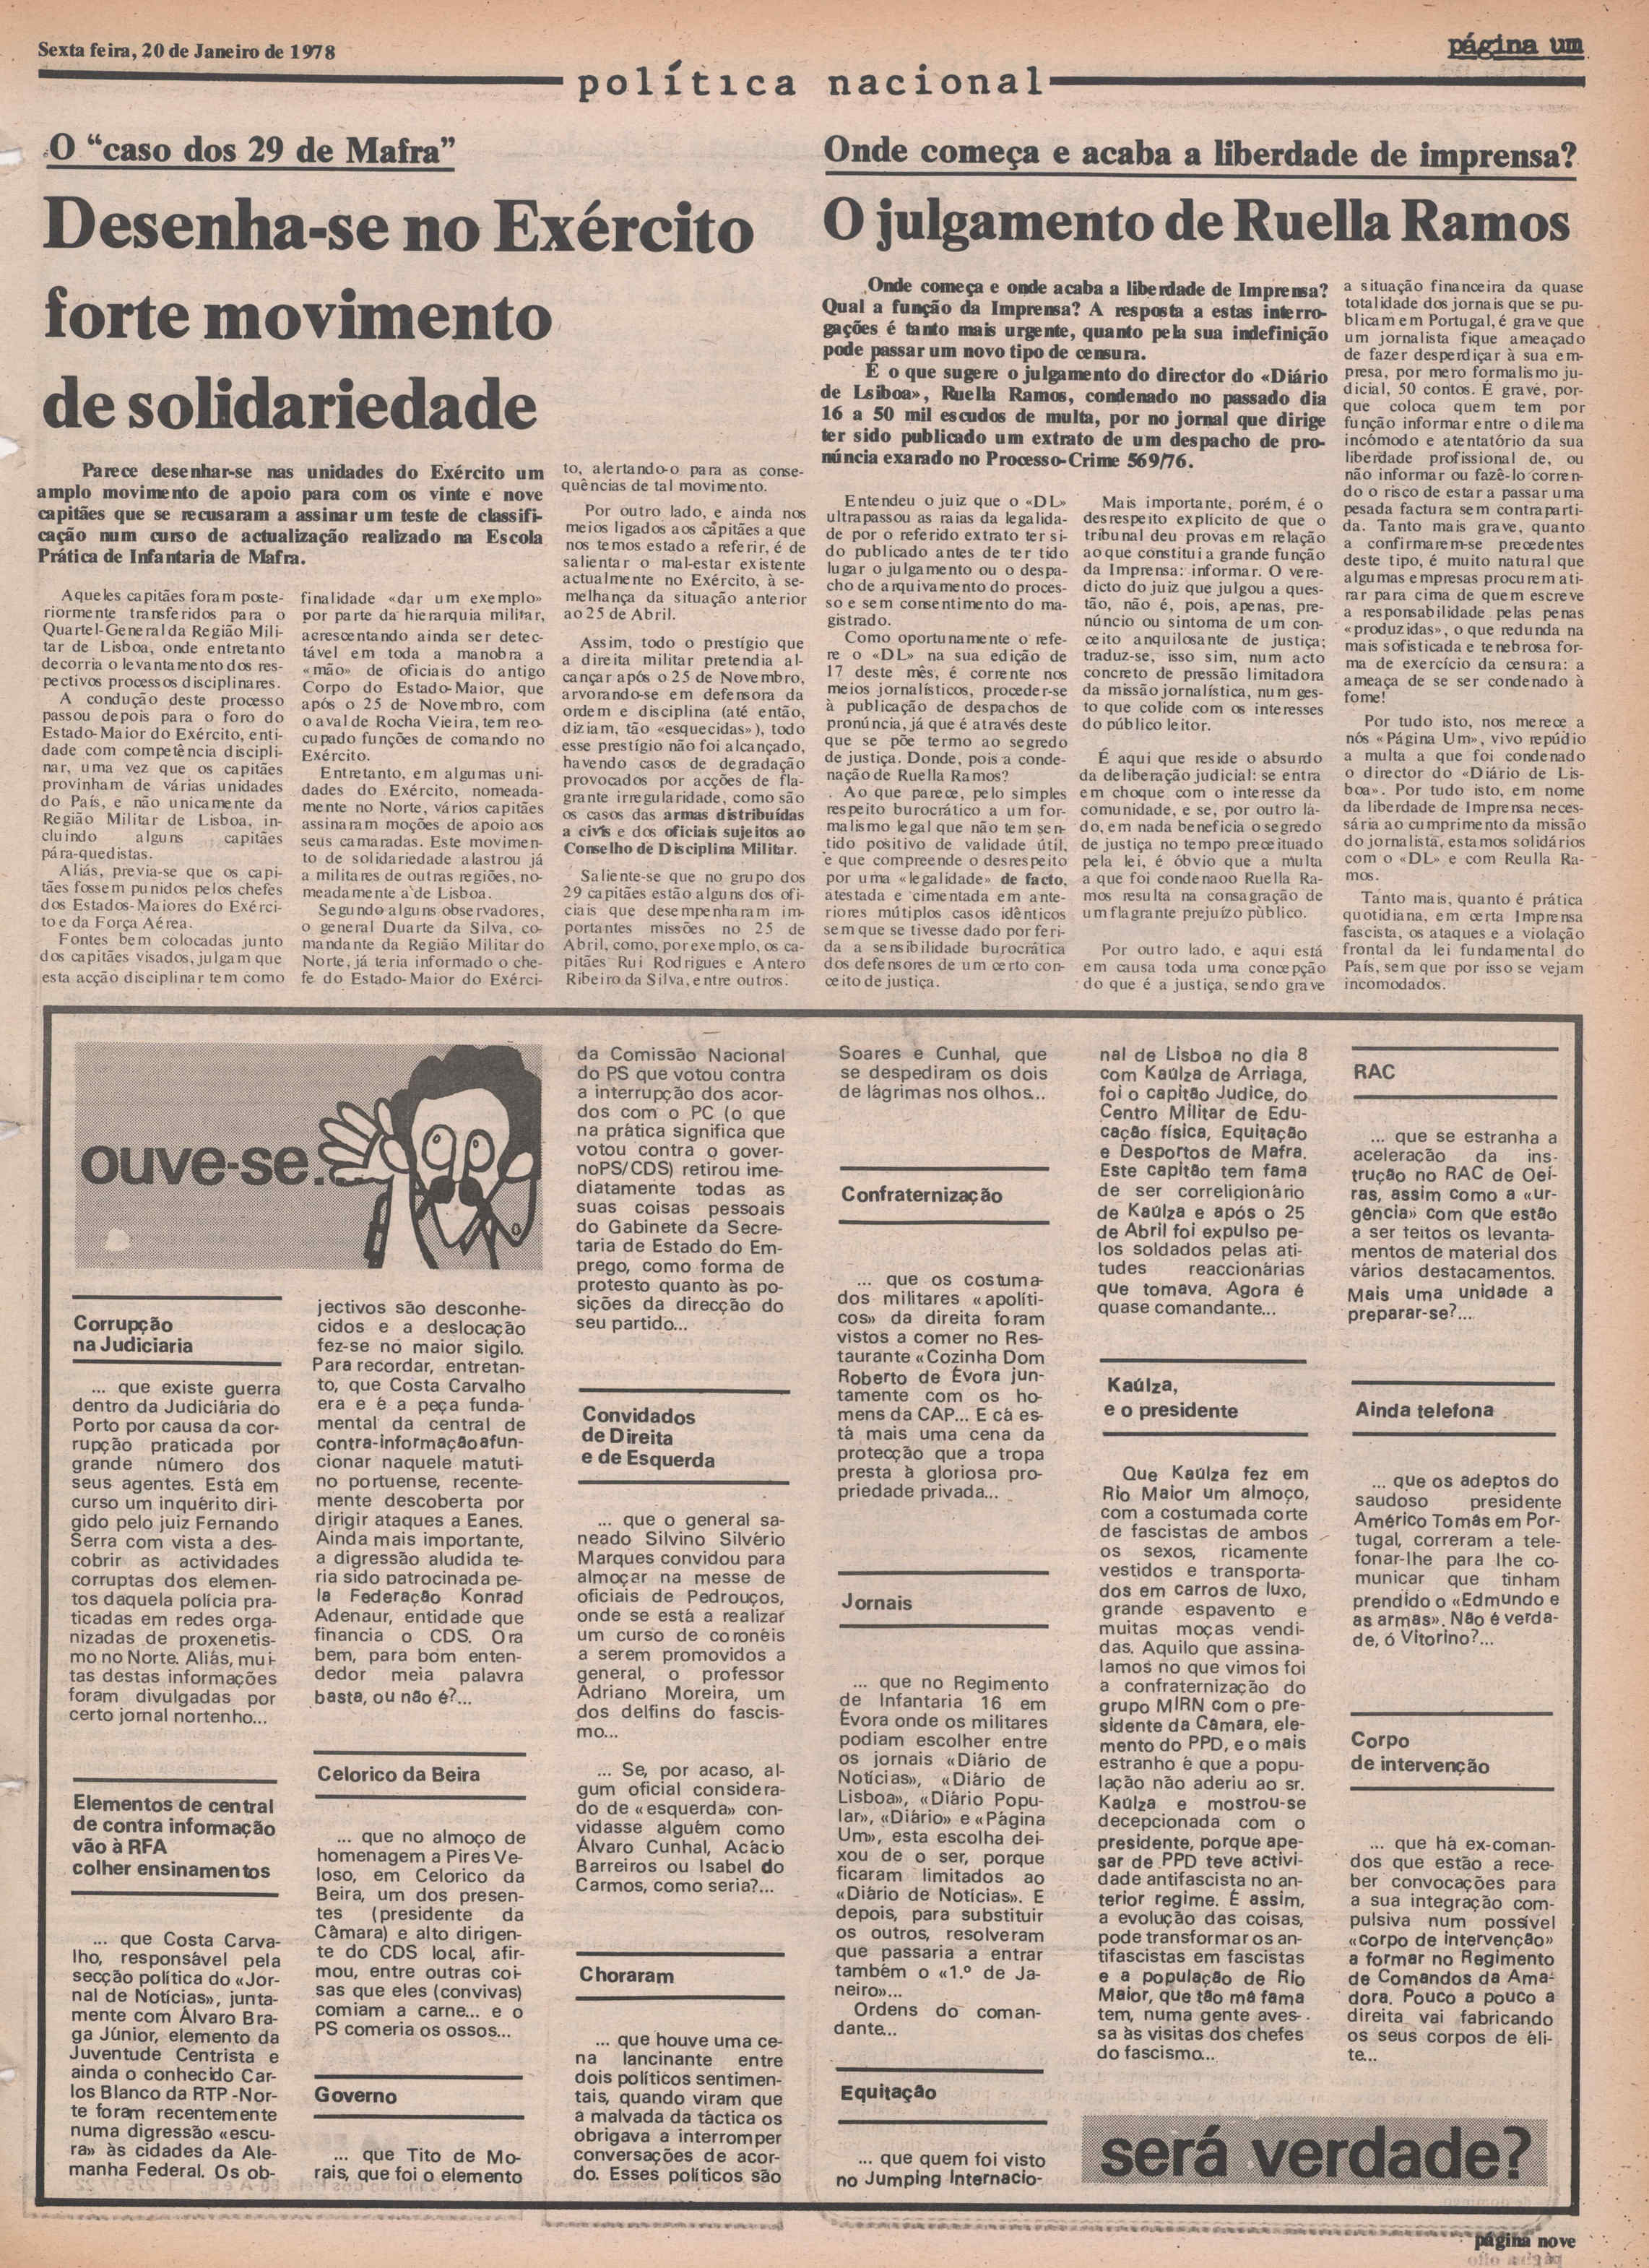 Sexta feira, 20 de Janeiro de 1978
página um
política nacional
O “caso dos 29 de Mafra”
Desenha-se no Exército
forte movimento
de solidariedade
Parece desenhar-se nas unidades do Exército um
amplo movimento de apoio para com os vinte e nove
capitães que se recusaram a assinar um teste de classifi-
cação num curso de actualização realizado na Escola
Prática de Infantaria de Mafra.
Aqueles capitães foram poste-
riormente transferidos para o
Quartel-General da Região Mili-
tar de Lisboa, onde entretanto
decorria o levantamento dos res-
pectivos processos disciplinares.
A condução deste processo
passou depois para o foro do
Estado-Maior do Exército, enti-
dade com competência discipli-
nar, uma vez que os capitães
provinham de várias unidades
do País, e não unicamente da
Região Militar de Lisboa, in-
cluindo alguns capitães
pára-quedistas.
Aliás, previa-se que os capi-
tães fossem punidos pelos chefes
dos Estados-Maiores do Exérci-
to e da Força Aérea.
Fontes bem colocadas junto
dos capitães visados, julgam que
esta acção disciplinar tem como
finalidade «dar um exemplo»
por parte da hierarquia militar,
acrescentando ainda ser detec-
tável em toda a manobra a
«mão» de oficiais do antigo
Corpo do Estado-Maior, que
após o 25 de Novembro, com
o aval de Rocha Vieira, tem reo-
cupado funções de comando no
Exército.
Entretanto, em algumas uni-
dades do Exército, nomeada-
mente no Norte, vários capitães
assinaram moções de apoio aos
seus camaradas. Este movimen-
to de solidariedade alastrou já
a militares de outras regiões, no-
meadamente a de Lisboa.
Segundo alguns observadores,
o general Duarte da Silva, co-
mandante da Região Militar do
Norte, já teria informado o che-
fe do Estado-Maior do Exérci-
to, alertando-o para as conse-
quências de tal movimento.
Por outro lado, e ainda nos
meios ligados aos capitães a que
nos temos estado a referir, é de
salientar o mal-estar existente
actualmente no Exército, à se-
melhança da situação anterior
ao 25 de Abril.
Assim, todo o prestígio que
a direita militar pretendia al-
cançar após o 25 de Novembro,
arvorando-se em defensora da
ordem e disciplina (até então,
diziam, tão «esquecidas»), todo
esse prestígio não foi alcançado,
havendo casos de degradação
provocados por acções de fla-
grante irregularidade, como são
os casos das armas distribuídas
a civis e dos oficiais sujeitos ao
Conselho de Disciplina Militar.
Saliente-se que no grupo dos
29 capitães estão alguns dos ofi-
ciais que desempenharam im-
portantes missões no 25 de
Abril, como, por exemplo, os ca-
pitães Rui Rodrigues e Antero
Ribeiro da Silva, entre outros.
Onde começa e acaba a liberdade de imprensa?
O julgamento de Ruella Ramos
Onde começa e onde acaba a liberdade de Imprensa?
Qual a função da Imprensa? A resposta a estas interro-
gações é tanto mais urgente, quanto pela sua indefinição
pode passar um novo tipo de censura.
É o que sugere o julgamento do director do «Diário
de Lsiboa», Ruella Ramos, condenado no passado dia
16 a 50 mil escudos de multa, por no jornal que dirige
ter sido publicado um extrato de um despacho de pro-
núncia exarado no Processo-Crime 569/76.
Entendeu o juiz que o «DL»
ultrapassou as raias da legalida-
de por o referido extrato ter si-
do publicado antes de ter tido
lugar o julgamento ou o despa-
cho de arquivamento do proces-
so e sem consentimento do ma-
gistrado.
Como oportunamente o refe-
re o «DL» na sua edição de
17 deste mês, é corrente nos
meios jornalísticos, proceder-se
à publicação de despachos de
pronúncia, já que é através deste
que se põe termo ao segredo
de justiça. Donde, pois a conde-
nação de Ruella Ramos?
Ao que parece, pelo simples
respeito burocrático a um for-
malismo legal que não tem sen-
tido positivo de validade útil,
e que compreende o desrespeito
por uma «legalidade» de facto,
atestada e cimentada em ante-
riores mútiplos casos idênticos
sem que se tivesse dado por feri-
da a sensibilidade burocrática
dos defensores de um certo con-
ceito de justiça.
Mais importante, porém, é o
desrespeito explícito de que o
tribunal deu provas em relação
ao que constitui a grande função
da Imprensa: informar. O vere-
dicto do juiz que julgou a ques-
tão, não é, pois, apenas, pre-
núncio ou sintoma de um con-
ceito anquilosante de justiça;
traduz-se, isso sim, num acto
concreto de pressão limitadora
da missão jornalística, num ges-
to que colide com os interesses
do público leitor.
É aqui que reside o absurdo
da deliberação judicial: se entra
em choque com o interesse da
comunidade, e se, por outro la-
do, em nada beneficia o segredo
de justiça no tempo preceituado
pela lei, é óbvio que a multa
a que foi condenaoo Ruella Ra-
mos resulta na consagração de
um flagrante prejuízo público.
Por outro lado, e aqui está
em causa toda uma concepção
do que é a justiça, sendo grave
a situação financeira da quase
totalidade dos jornais que se pu-
blicam em Portugal, é grave que
um jornalista fique ameaçado
de fazer desperdiçar à sua em-
presa, por mero formalismo ju-
dicial, 50 contos. É grave, por-
que coloca quem tem por
função informar entre o dilema
incómodo e atentatório da sua
liberdade profissional de, ou
não informar ou fazê-lo corren-
do o risco de estar a passar uma
pesada factura sem contraparti-
da. Tanto mais grave, quanto
a confirmarem-se precedentes
deste tipo, é muito natural que
algumas empresas procurem ati-
rar para cima de quem escreve
a responsabilidade pelas penas
«produzidas», o que redunda na
mais sofisticada e tenebrosa for-
ma de exercício da censura: a
ameaça de se ser condenado à
fome!
Por tudo isto, nos merece a
nós «Página Um», vivo repúdio
a multa a que foi condenado
o director do «Diário de Lis-
boa». Por tudo isto, em nome
da liberdade de Imprensa neces-
sária ao cumprimento da missão
do jornalista, estamos solidários
com o «DL» e com Reulla Ra-
mos.
Tanto mais, quanto é prática
quotidiana, em certa Imprensa
fascista, os ataques e a violação
frontal da lei fundamental do
País, sem que por isso se vejam
incomodados.
ouve-se...
Corrupção
na Judiciaria
... que existe guerra
dentro da Judiciária do
Porto por causa da cor-
rupção praticada por
grande número dos
seus agentes. Está em
curso um inquérito diri-
gido pelo juiz Fernando
Serra com vista a des-
cobrir as actividades
corruptas dos elemen-
tos daquela polícia pra-
ticadas em redes orga-
nizadas de proxenetis-
mo no Norte. Aliás, mui-
tas destas informações
foram divulgadas por
certo jornal nortenho...
Elementos de central
de contra informação
vão à RFA
colher ensinamentos
... que Costa Carva-
lho, responsável pela
secção política do «Jor-
nal de Notícias», junta-
mente com Álvaro Bra-
ga Júnior, elemento da
Juventude Centrista e
ainda o conhecido Car-
los Blanco da RTP -Nor-
te foram recentemente
numa digressão «escu-
ra» às cidades da Ale-
manha Federal. Os ob-
jectivos são desconhe-
cidos e a deslocação
fez-se no maior sigilo.
Para recordar, entretan-
to, que Costa Carvalho
era e é a peça funda-
mental da central de
contra-informação a fun-
cionar naquele matuti-
no portuense, recente-
mente descoberta por
dirigir ataques a Eanes.
Ainda mais importante,
a digressão aludida te-
ria sido patrocinada pe-
la Federação Konrad
Adenaur, entidade que
financia o CDS. Ora
bem, para bom enten-
dedor meia palavra
basta, ou não é?...
Celorico da Beira
... que no almoço de
homenagem a Pires Ve-
loso, em Celorico da
Beira, um dos presen-
tes (presidente da
Câmara) e alto dirigen-
te do CDS local, afir-
mou, entre outras coi-
sas que eles (convivas)
comiam a carne... e o
PS comeria os ossos...
Governo
... que Tito de Mo-
rais, que foi o elemento
da Comissão Nacional
do PS que votou contra
a interrupção dos acor-
dos com o PC (o que
na prática significa que
votou contra o gover-
noPS/CDS) retirou ime-
diatamente todas as
suas coisas pessoais
do Gabinete da Secre-
taria de Estado do Em-
prego, como forma de
protesto quanto às po-
sições da direcção do
seu partido...
Convidados
de Direita
e de Esquerda
... que o general sa-
neado Silvino Silvério
Marques convidou para
almoçar na messe de
oficiais de Pedrouços,
onde se está a realizar
um curso de coronéis
a serem promovidos a
general, o professor
Adriano Moreira, um
dos delfins do fascis-
mo...
... Se, por acaso, al-
gum oficial considera-
do de «esquerda» con-
vidasse alguém como
Álvaro Cunhal, Acácio
Barreiros ou Isabel do
Carmos, como seria?...
Choraram
... que houve uma ce-
na lancinante entre
dois políticos sentimen-
tais, quando viram que
a malvada da táctica os
obrigava a interromper
conversações de acor-
do. Esses políticos são
Soares e Cunhal, que
se despediram os dois
de lágrimas nos olhos...
Confraternização
... que os costuma-
dos militares «apolíti-
cos» da direita foram
vistos a comer no Res-
taurante «Cozinha Dom
Roberto de Évora jun-
tamente com os ho-
mens da CAP... E cá es-
tá mais uma cena da
protecção que a tropa
presta à gloriosa pro-
priedade privada...
Jornais
... que no Regimento
de Infantaria 16 em
Évora onde os militares
podiam escolher entre
os jornais «Diário de
Notícias», «Diário de
Lisboa», «Diário Popu-
lar», «Diário» e «Página
Um», esta escolha dei-
xou de o ser, porque
ficaram limitados ao
«Diário de Notícias». E
depois, para substituir
os outros, resolveram
que passaria a entrar
também o «1.º de Ja-
neiro»...
Ordens do coman-
dante...
Equitação
... que quem foi visto
no Jumping Internacio-
nal de Lisboa no dia 8
com Kaúlza de Arriaga,
foi o capitão Judice, do
Centro Militar de Edu-
cação física, Equitação
e Desportos de Mafra.
Este capitão tem fama
de ser correligionário
de Kaúlza e após o 25
de Abril foi expulso pe-
los soldados pelas ati-
tudes reaccionárias
que tomava. Agora é
quase comandante...
Kaúlza,
e o presidente
Que Kaúlza fez em
Rio Maior um almoço,
com a costumada corte
de fascistas de ambos
os sexos, ricamente
vestidos e transporta-
dos em carros de luxo,
grande espavento e
muitas moças vendi-
das. Aquilo que assina-
lamos no que vimos foi
a confraternização do
grupo MIRN com o pre-
sidente da Câmara, ele-
mento do PPD, e o mais
estranho é que a popu-
lação não aderiu ao sr.
Kaúlza e mostrou-se
decepcionada com o
presidente, porque ape-
sar de PPD teve activi-
dade antifascista no an-
terior regime. É assim,
a evolução das coisas,
pode transformar os an-
tifascistas em fascistas
e a população de Rio
Maior, que tão má fama
tem, numa gente aves-
sa às visitas dos chefes
do fascismo...
RAC
... que se estranha a
aceleração da ins-
trução no RAC de Oei-
ras, assim como a «ur-
gência» com que estão
a ser teitos os levanta-
mentos de material dos
vários destacamentos.
Mais uma unidade a
preparar-se?...
Ainda telefona
... que os adeptos do
saudoso presidente
Américo Tomás em Por-
tugal, correram a tele-
fonar-lhe para lhe co-
municar que tinham
prendido o «Edmundo e
as armas». Não é verda-
de, ó Vitorino?...
Corpo
de intervenção
... que há ex-coman-
dos que estão a rece-
ber convocações para
a sua integração com-
pulsiva num possível
«corpo de intervenção»
a formar no Regimento
de Comandos da Ama-
dora. Pouco a pouco a
direita vai fabricando
os seus corpos de éli-
te...
será verdade?
página nove